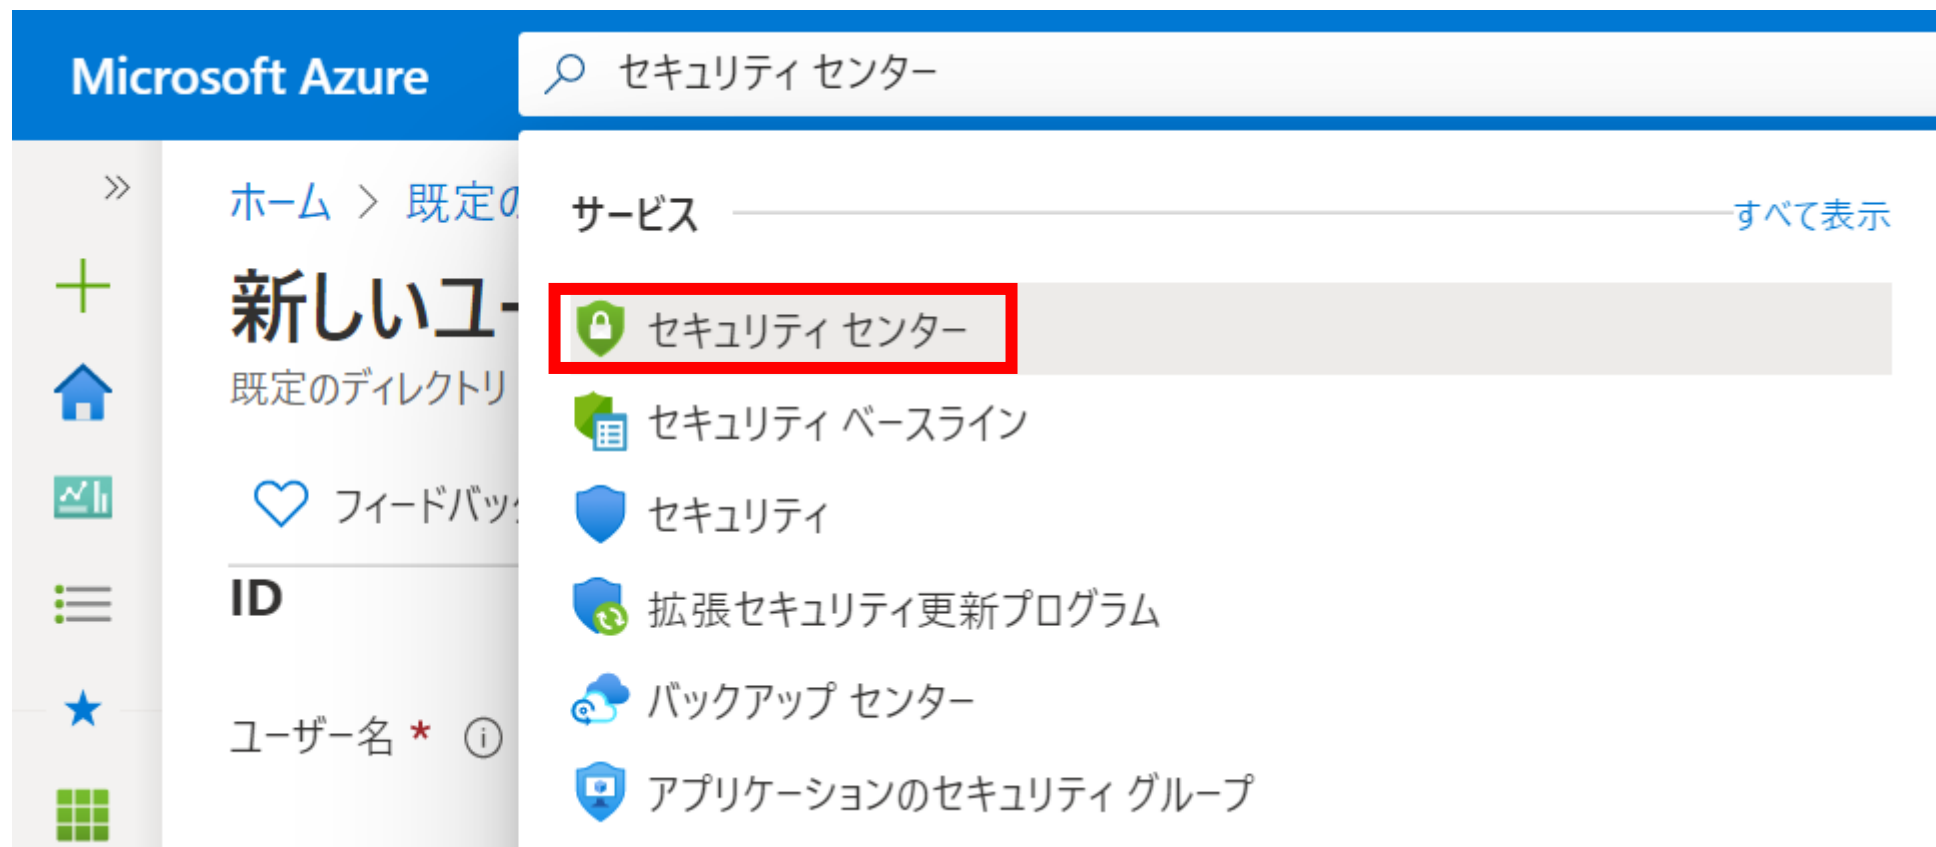 Microsoft Azure
セキュリティ センター
ホーム > 既定の
新しいユー
既定のディレクトリ
フィードバッ
ID
ユーザー名 *
サービス
すべて表示
セキュリティ センター
セキュリティ ベースライン
セキュリティ
拡張セキュリティ更新プログラム
バックアップ センター
アプリケーションのセキュリティ グループ